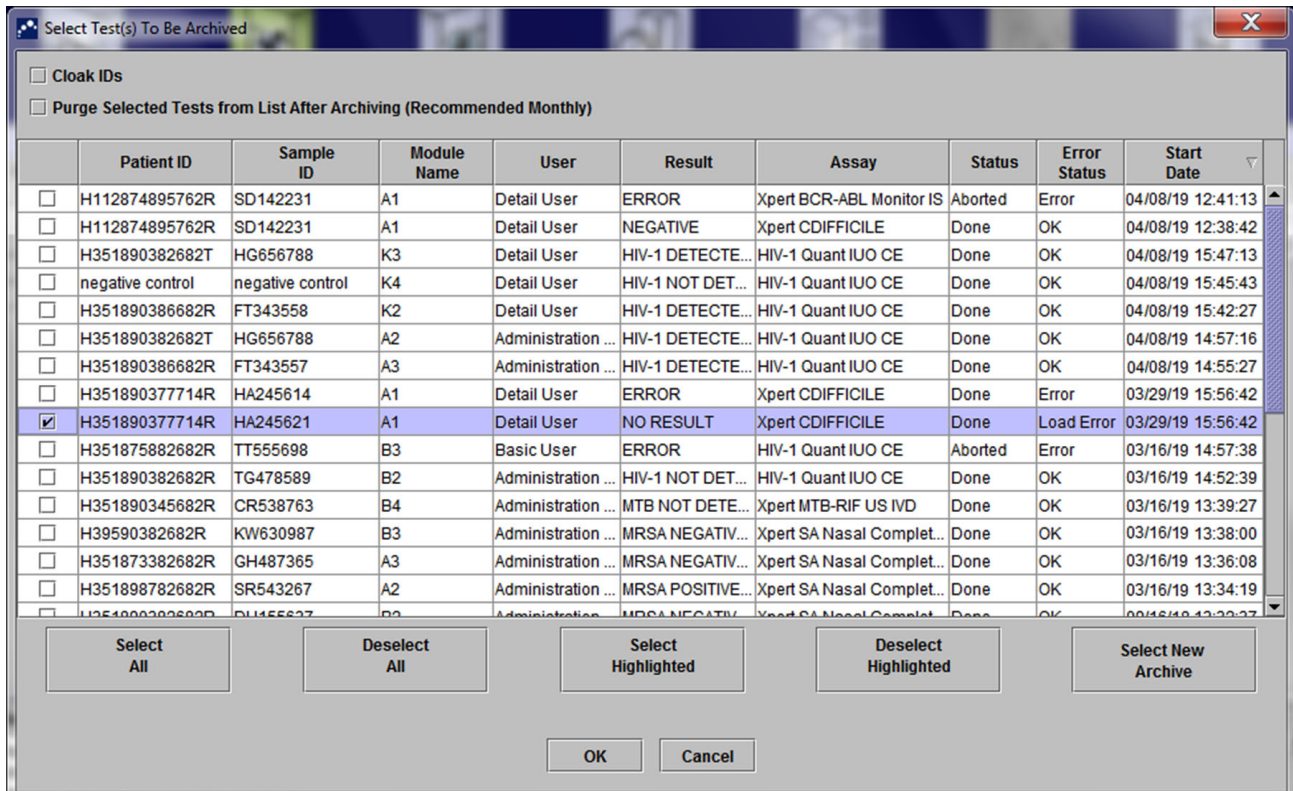 Select Test(s) To Be Archived
Cloak IDs
Purge Selected Tests from List After Archiving (Recommended Monthly)
Patient ID Sample ID Module Name User Result Assay Status Error Status Start Date
H112874895762R SD142231 A1 Detail User ERROR Xpert BCR-ABL Monitor IS Aborted Error 04/08/19 12:41:13
H112874895762R SD142231 A1 Detail User NEGATIVE Xpert CDIFFICILE Done OK 04/08/19 12:38:42
H351890382682T HG656788 K3 Detail User HIV-1 DETECTE... HIV-1 Quant IUO CE Done OK 04/08/19 15:47:13
negative control negative control K4 Detail User HIV-1 NOT DET... HIV-1 Quant IUO CE Done OK 04/08/19 15:45:43
H351890386682R FT343558 K2 Detail User HIV-1 DETECTE... HIV-1 Quant IUO CE Done OK 04/08/19 15:42:27
H351890382682T HG656788 A2 Administration ... HIV-1 DETECTE... HIV-1 Quant IUO CE Done OK 04/08/19 14:57:16
H351890386682R FT343557 A3 Administration ... HIV-1 DETECTE... HIV-1 Quant IUO CE Done OK 04/08/19 14:55:27
H351890377714R HA245614 A1 Detail User ERROR Xpert CDIFFICILE Done Error 03/29/19 15:56:42
H351890377714R HA245621 A1 Detail User NO RESULT Xpert CDIFFICILE Done Load Error 03/29/19 15:56:42
H351875882682R TT555698 B3 Basic User ERROR HIV-1 Quant IUO CE Aborted Error 03/16/19 14:57:38
H351890382682R TG478589 B2 Administration ... HIV-1 NOT DET... HIV-1 Quant IUO CE Done OK 03/16/19 14:52:39
H351890345682R CR538763 B4 Administration ... MTB NOT DETE... Xpert MTB-RIF US IVD Done OK 03/16/19 13:39:27
H39590382682R KW630987 B3 Administration ... MRSA NEGATIV... Xpert SA Nasal Complet... Done OK 03/16/19 13:38:00
H351873382682R GH487365 A3 Administration ... MRSA NEGATIV... Xpert SA Nasal Complet... Done OK 03/16/19 13:36:08
H351898782682R SR543267 A2 Administration ... MRSA POSITIVE... Xpert SA Nasal Complet... Done OK 03/16/19 13:34:19
Select All Deselect All Select Highlighted Deselect Highlighted Select New Archive
OK Cancel